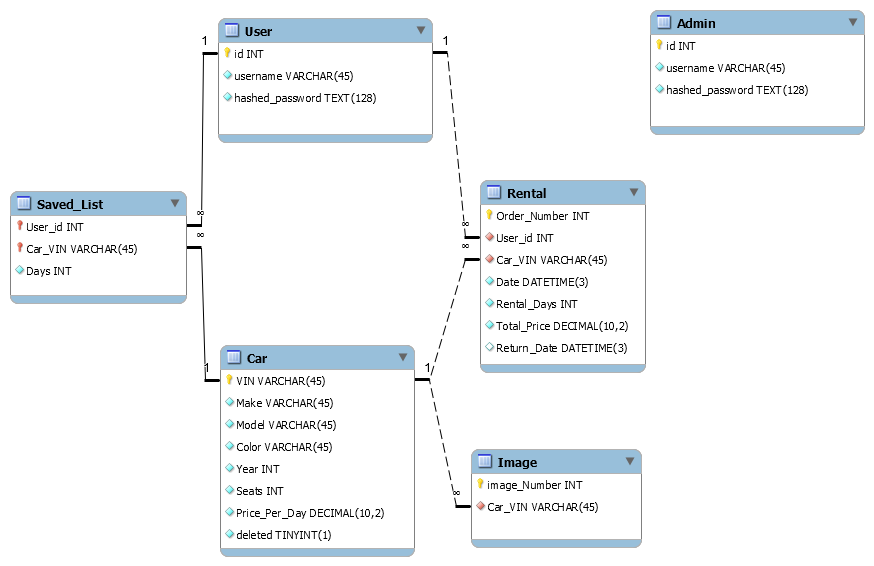 User
id INT
username VARCHAR(45)
hashed_password TEXT(128)
Admin
id INT
username VARCHAR(45)
hashed_password TEXT(128)
1
1
Saved_List
User_id INT
Car_VIN VARCHAR(45)
Days INT
∞
∞
Rental
Order_Number INT
User_id INT
Car_VIN VARCHAR(45)
Date DATETIME(3)
Rental_Days INT
Total_Price DECIMAL(10,2)
Return_Date DATETIME(3)
∞
∞
Car
VIN VARCHAR(45)
Make VARCHAR(45)
Model VARCHAR(45)
Color VARCHAR(45)
Year INT
Seats INT
Price_Per_Day DECIMAL(10,2)
deleted TINYINT(1)
1
1
Image
image_Number INT
Car_VIN VARCHAR(45)
∞